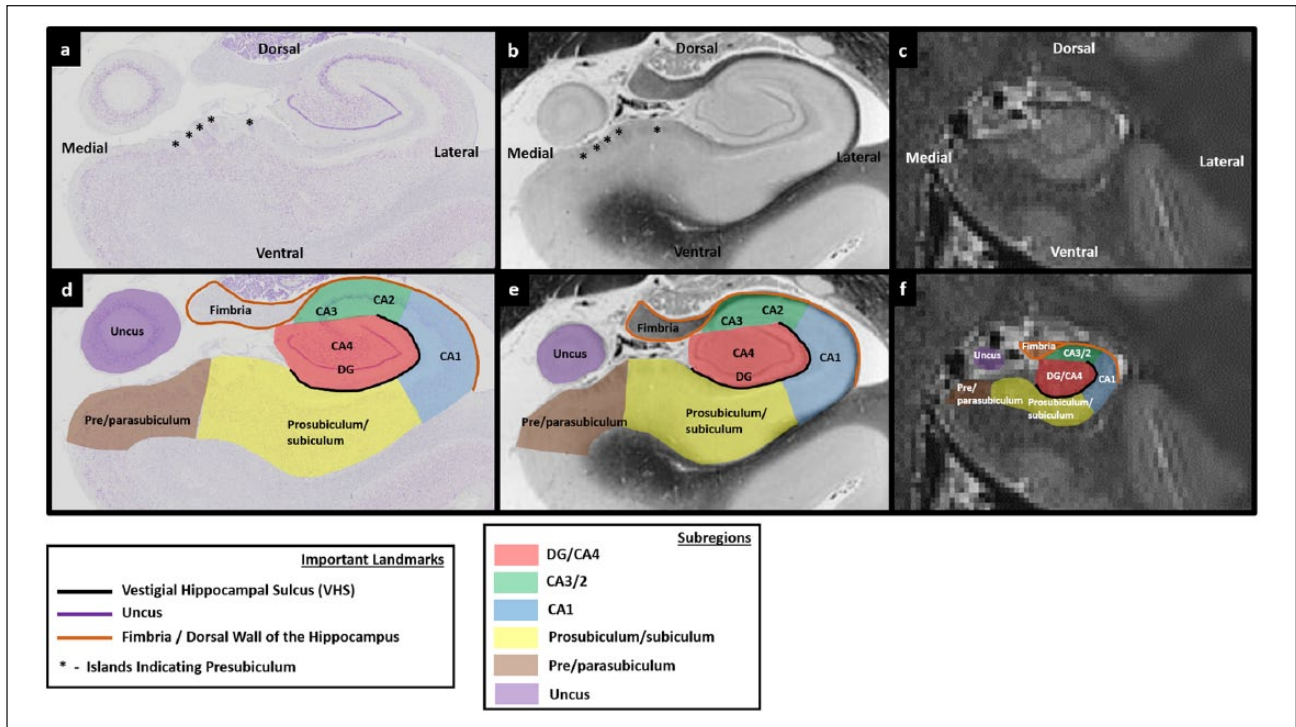 a
Dorsal
* * * * *
Medial
Lateral
Ventral
b
Dorsal
* * * * *
Medial
Lateral
Ventral
c
Dorsal
Medial
Lateral
Ventral
d
Uncus
Fimbria
CA3
CA2
CA4
DG
CA1
Pre/parasubiculum
Prosubiculum/
subiculum
e
Uncus
Fimbria
CA3
CA2
CA4
DG
CA1
Pre/parasubiculum
Prosubiculum/
subiculum
f
Uncus
Fimbria
CA3/2
DG/CA4
CA1
Pre/
parasubiculum
Prosubiculum/
subiculum
Important Landmarks
Vestigial Hippocampal Sulcus (VHS)
Uncus
Fimbria / Dorsal Wall of the Hippocampus
* - Islands Indicating Presubiculum
Subregions
DG/CA4
CA3/2
CA1
Prosubiculum/subiculum
Pre/parasubiculum
Uncus